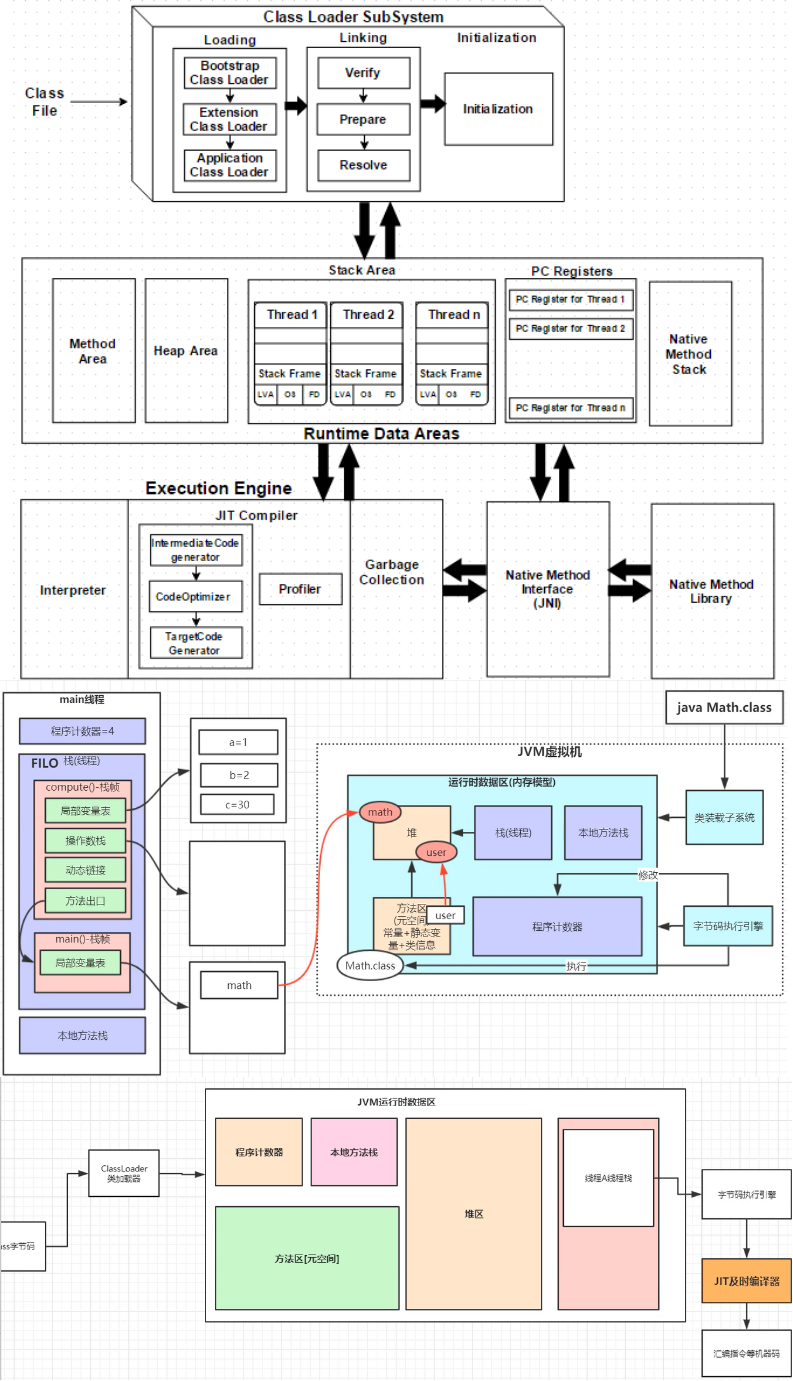 Class Loader SubSystem
Loading
Linking
Initialization
Class
File
Bootstrap
Class Loader
Extension
Class Loader
Application
Class Loader
Verify
Prepare
Resolve
Initialization
Stack Area
PC Registers
Method
Area
Heap Area
Thread 1
Thread 2
Thread n
Stack Frame
Stack Frame
Stack Frame
LVA OS FD
LVA OS FD
LVA OS FD
PC Register for Thread 1
PC Register for Thread 2
PC Register for Thread n
Native
Method
Stack
Runtime Data Areas
Execution Engine
JIT Compiler
Interpreter
IntermediateCode
generator
CodeOptimizer
TargetCode
Generator
Profiler
Garbage
Collection
Native Method
Interface
(JNI)
Native Method
Library
main线程
程序计数器=4
FILO 栈(线程)
compute()-栈帧
局部变量表
操作数栈
动态链接
方法出口
main()-栈帧
局部变量表
本地方法栈
a=1
b=2
c=30
math
java Math.class
JVM虚拟机
运行时数据区(内存模型)
math
堆
user
栈(线程)
本地方法栈
类装载子系统
修改
方法区
(元空间)
常量+静态变
量+类信息
user
程序计数器
字节码执行引擎
Math.class
执行
JVM运行时数据区
程序计数器
本地方法栈
堆区
线程A线程栈
方法区[元空间]
ClassLoader
类加载器
ss字节码
字节码执行引擎
JIT及时编译器
汇编指令等机器码